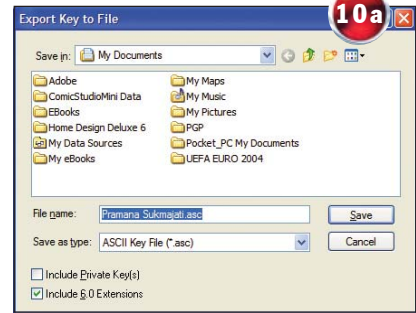 Export Key to File
10a
Save in: My Documents
Adobe
ComicStudioMini Data
EBooks
Home Design Deluxe 6
My Data Sources
My eBooks
My Maps
My Music
My Pictures
PGP
Pocket_PC My Documents
UEFA EURO 2004
File name: Pramana Sukmajati.asc
Save
Save as type: ASCII Key File (*.asc)
Cancel
Include Private Key(s)
Include 6.0 Extensions